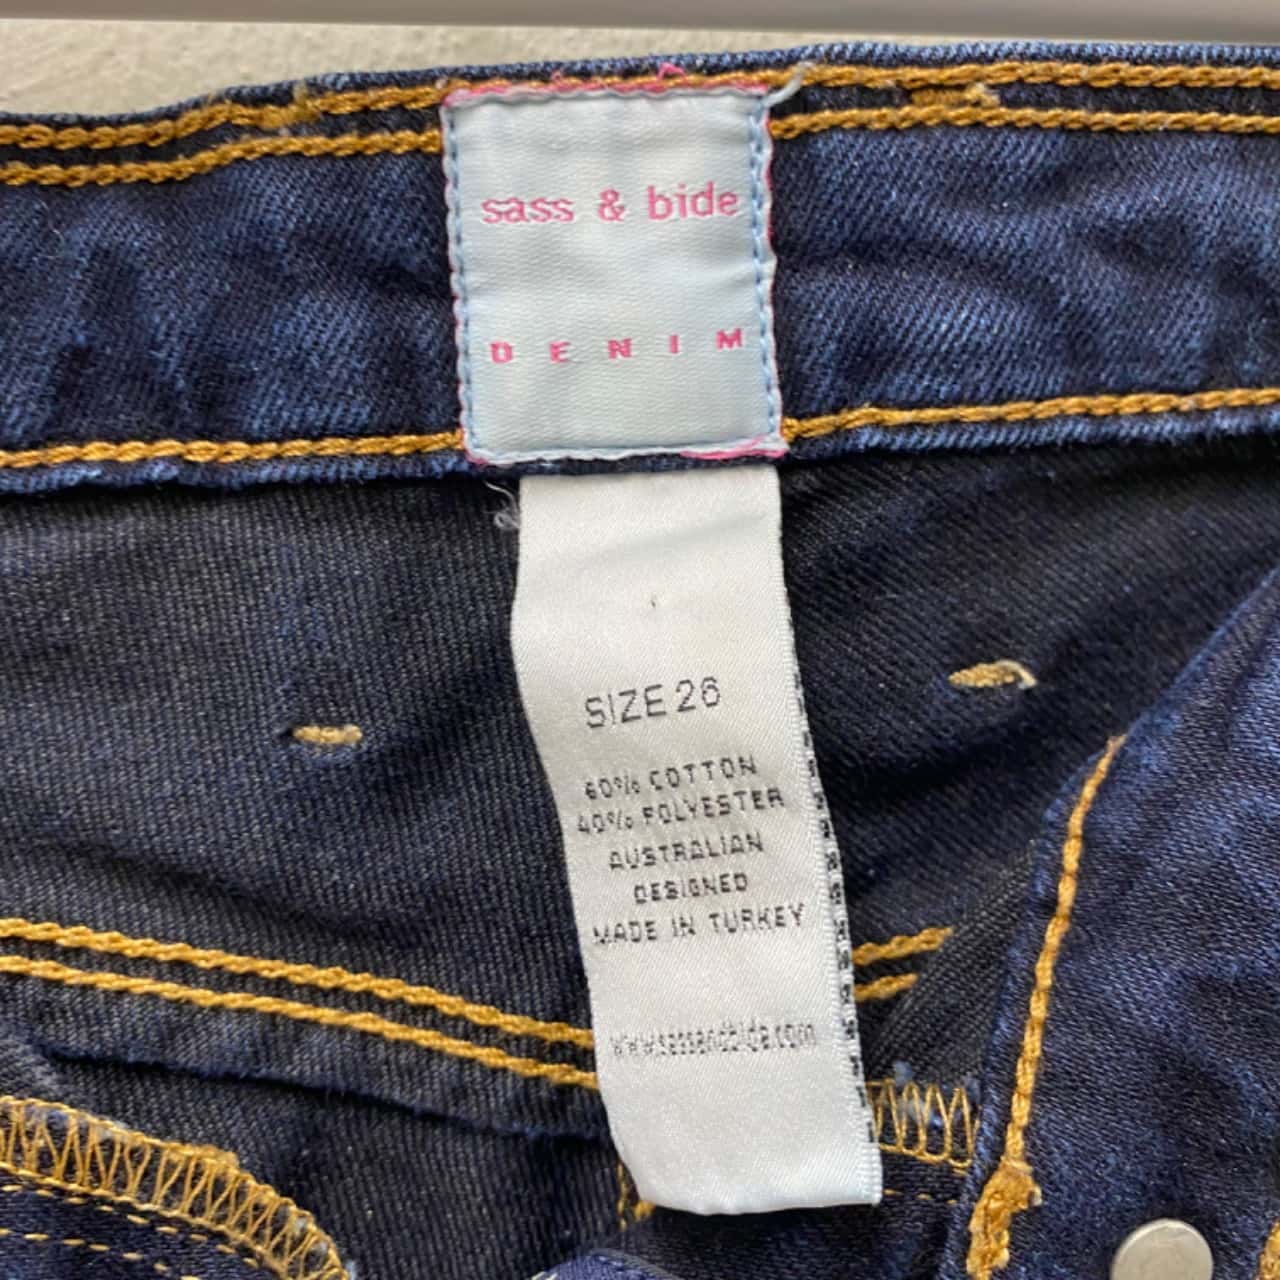 sass & bide
DENIM
SIZE 26
60% COTTON
40% POLYESTER
AUSTRALIAN
DESIGNED
MADE IN TURKEY
www.sassandbide.com